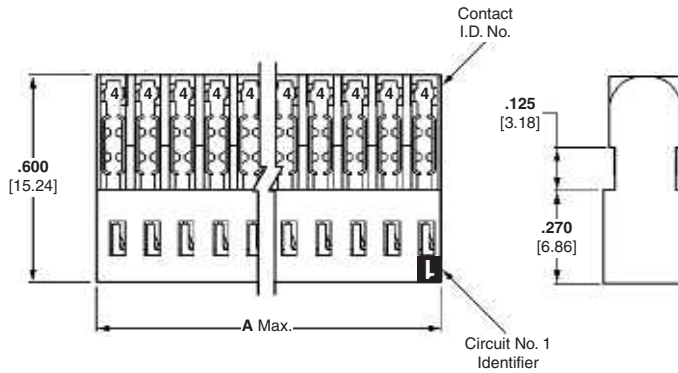 Contact
I.D. No.
4 4 4 4 4 4 4 4 4 4
.125
[3.18]
.600
[15.24]
.270
[6.86]
1
A Max.
Circuit No. 1
Identifier